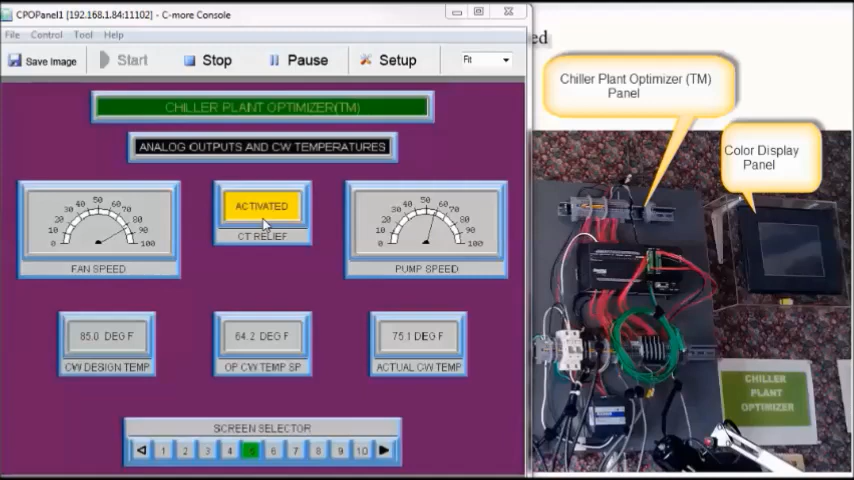 CPOPanel1 [192.168.1.84:11102] - C-more Console
File Control Tool Help
Save Image Start Stop Pause Setup Fit
ed
CHILLER PLANT OPTIMIZER(TM)
ANALOG OUTPUTS AND CW TEMPERATURES
0 10 20 30 40 50 60 70 80 90 100
FAN SPEED
ACTIVATED
CT RELIEF
0 10 20 30 40 50 60 70 80 90 100
PUMP SPEED
85.0 DEG F
CW DESIGN TEMP
64.2 DEG F
OP CW TEMP SP
75.1 DEG F
ACTUAL CW TEMP
SCREEN SELECTOR
1 2 3 4 5 6 7 8 9 10
Chiller Plant Optimizer (TM)
Panel
Color Display
Panel
CHILLER
PLANT
OPTIMIZER